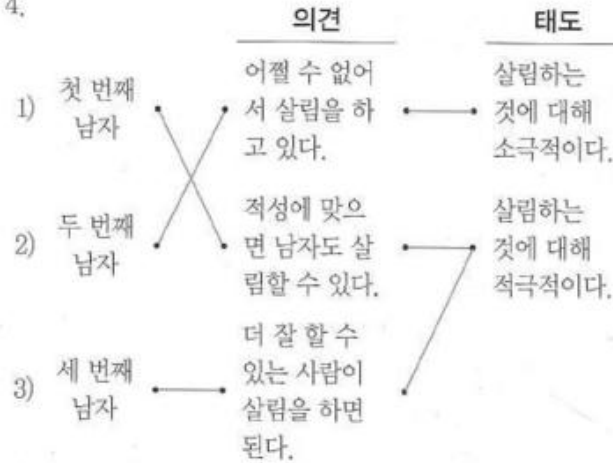 4.
의견
태도
1) 첫 번째
남자
어쩔 수 없어
서 살림을 하
고 있다.
살림하는
것에 대해
소극적이다.
2) 두 번째
남자
적성에 맞으
면 남자도 살
림할 수 있다.
살림하는
것에 대해
적극적이다.
3) 세 번째
남자
더 잘 할 수
있는 사람이
살림을 하면
된다.